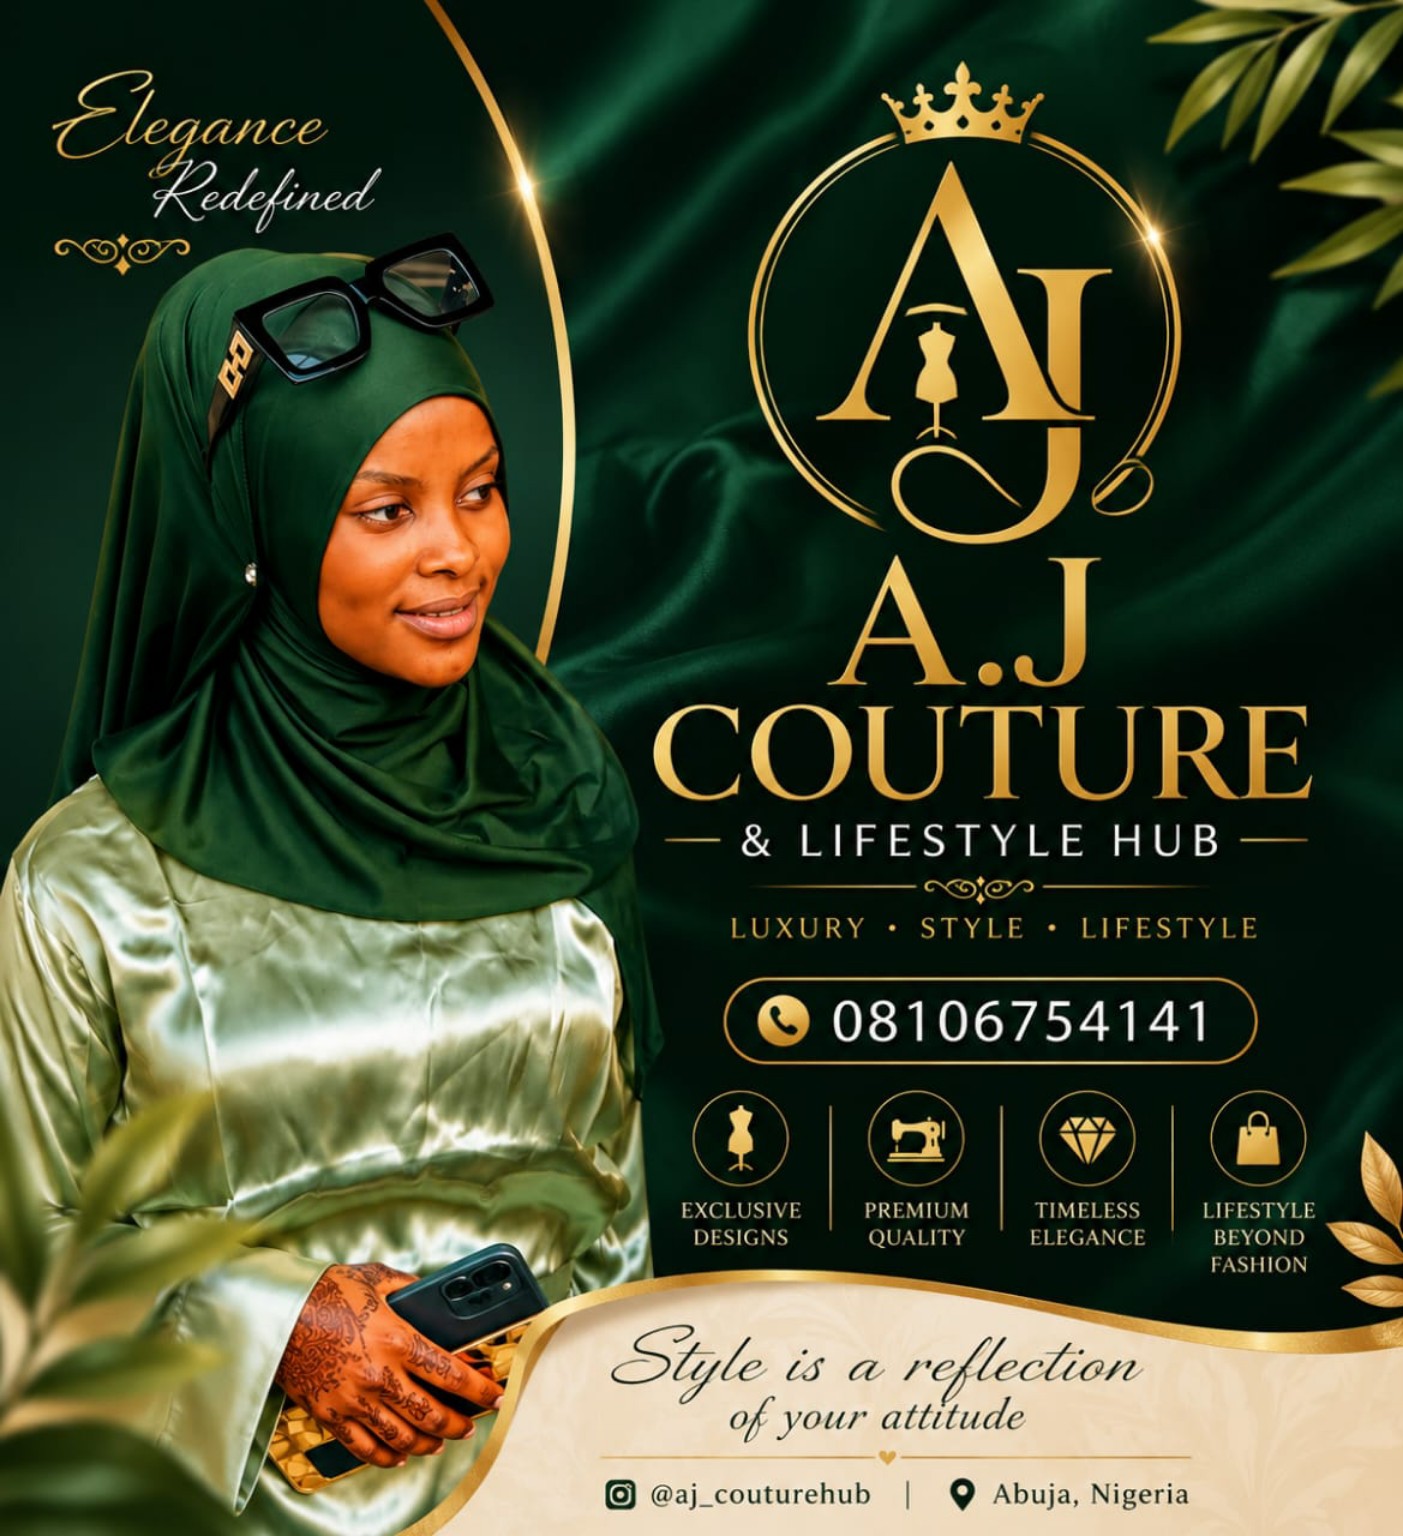 Elegance
Redefined
AJ
A.J
COUTURE
& LIFESTYLE HUB
LUXURY • STYLE • LIFESTYLE
08106754141
EXCLUSIVE
DESIGNS
PREMIUM
QUALITY
TIMELESS
ELEGANCE
LIFESTYLE
BEYOND
FASHION
Style is a reflection
of your attitude
@aj_couturehub | Abuja, Nigeria